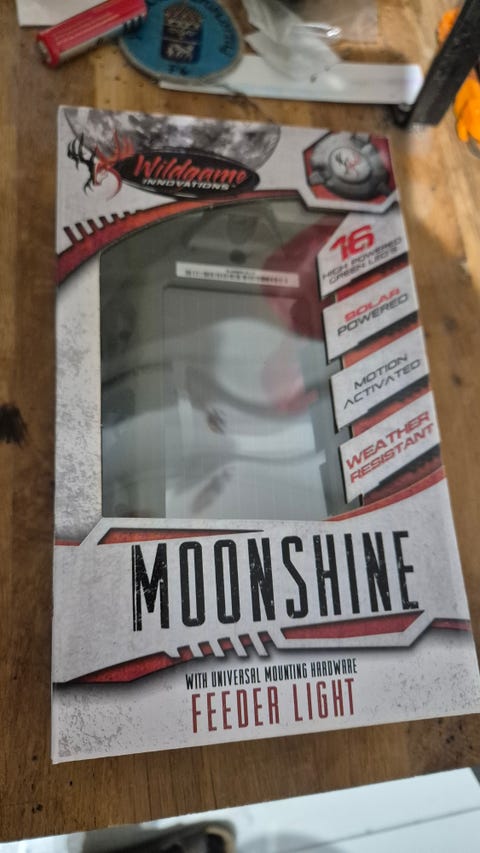 Wildgame
INNOVATIONS
16
HIGH POWERED
GREEN LED'S
SOLAR
POWERED
MOTION
ACTIVATED
WEATHER
RESISTANT
MOONSHINE
WITH UNIVERSAL MOUNTING HARDWARE
FEEDER LIGHT